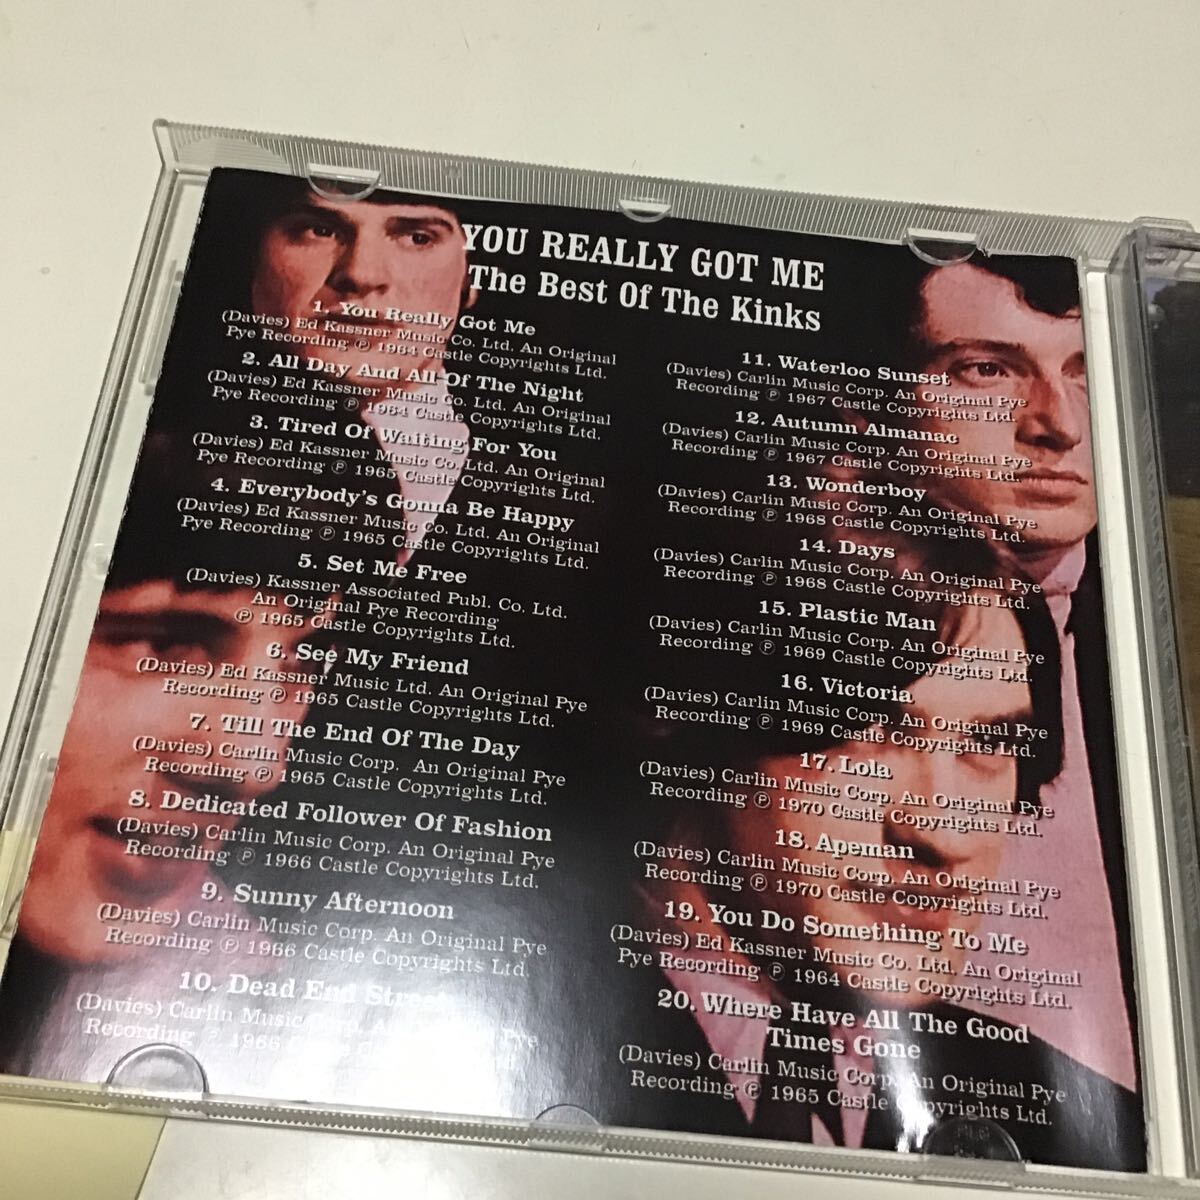 YOU REALLY GOT ME
The Best Of The Kinks
1. You Really Got Me
(Davies) Ed Kassner Music Co. Ltd. An Original
Pye Recording ℗ 1964 Castle Copyrights Ltd.
2. All Day And All Of The Night
(Davies) Ed Kassner Music Co. Ltd. An Original
Pye Recording ℗ 1964 Castle Copyrights Ltd.
3. Tired Of Waiting For You
(Davies) Ed Kassner Music Co. Ltd. An Original
Pye Recording ℗ 1965 Castle Copyrights Ltd.
4. Everybody's Gonna Be Happy
(Davies) Ed Kassner Music Co. Ltd. An Original
Pye Recording ℗ 1965 Castle Copyrights Ltd.
5. Set Me Free
(Davies) Kassner Associated Publ. Co. Ltd.
An Original Pye Recording
℗ 1965 Castle Copyrights Ltd.
6. See My Friend
(Davies) Ed Kassner Music Ltd. An Original Pye
Recording ℗ 1965 Castle Copyrights Ltd.
7. Till The End Of The Day
(Davies) Carlin Music Corp. An Original Pye
Recording ℗ 1965 Castle Copyrights Ltd.
8. Dedicated Follower Of Fashion
(Davies) Carlin Music Corp. An Original Pye
Recording ℗ 1966 Castle Copyrights Ltd.
9. Sunny Afternoon
(Davies) Carlin Music Corp. An Original Pye
Recording ℗ 1966 Castle Copyrights Ltd.
10. Dead End Street
(Davies) Carlin Music Corp. Pye
Recording ℗ 1966
11. Waterloo Sunset
(Davies) Carlin Music Corp. An Original Pye
Recording ℗ 1967 Castle Copyrights Ltd.
12. Autumn Almanac
(Davies) Carlin Music Corp. An Original Pye
Recording ℗ 1967 Castle Copyrights Ltd.
13. Wonderboy
(Davies) Carlin Music Corp. An Original Pye
Recording ℗ 1968 Castle Copyrights Ltd.
14. Days
(Davies) Carlin Music Corp. An Original Pye
Recording ℗ 1968 Castle Copyrights Ltd.
15. Plastic Man
(Davies) Carlin Music Corp. An Original Pye
Recording ℗ 1969 Castle Copyrights Ltd.
16. Victoria
(Davies) Carlin Music Corp. An Original Pye
Recording ℗ 1969 Castle Copyrights Ltd.
17. Lola
(Davies) Carlin Music Corp. An Original Pye
Recording ℗ 1970 Castle Copyrights Ltd.
18. Apeman
(Davies) Carlin Music Corp. An Original Pye
Recording ℗ 1970 Castle Copyrights Ltd.
19. You Do Something To Me
(Davies) Ed Kassner Music Co. Ltd. An Original
Pye Recording ℗ 1964 Castle Copyrights Ltd.
20. Where Have All The Good
Times Gone
(Davies) Carlin Music Corp. An Original Pye
Recording ℗ 1965 Castle Copyrights Ltd.